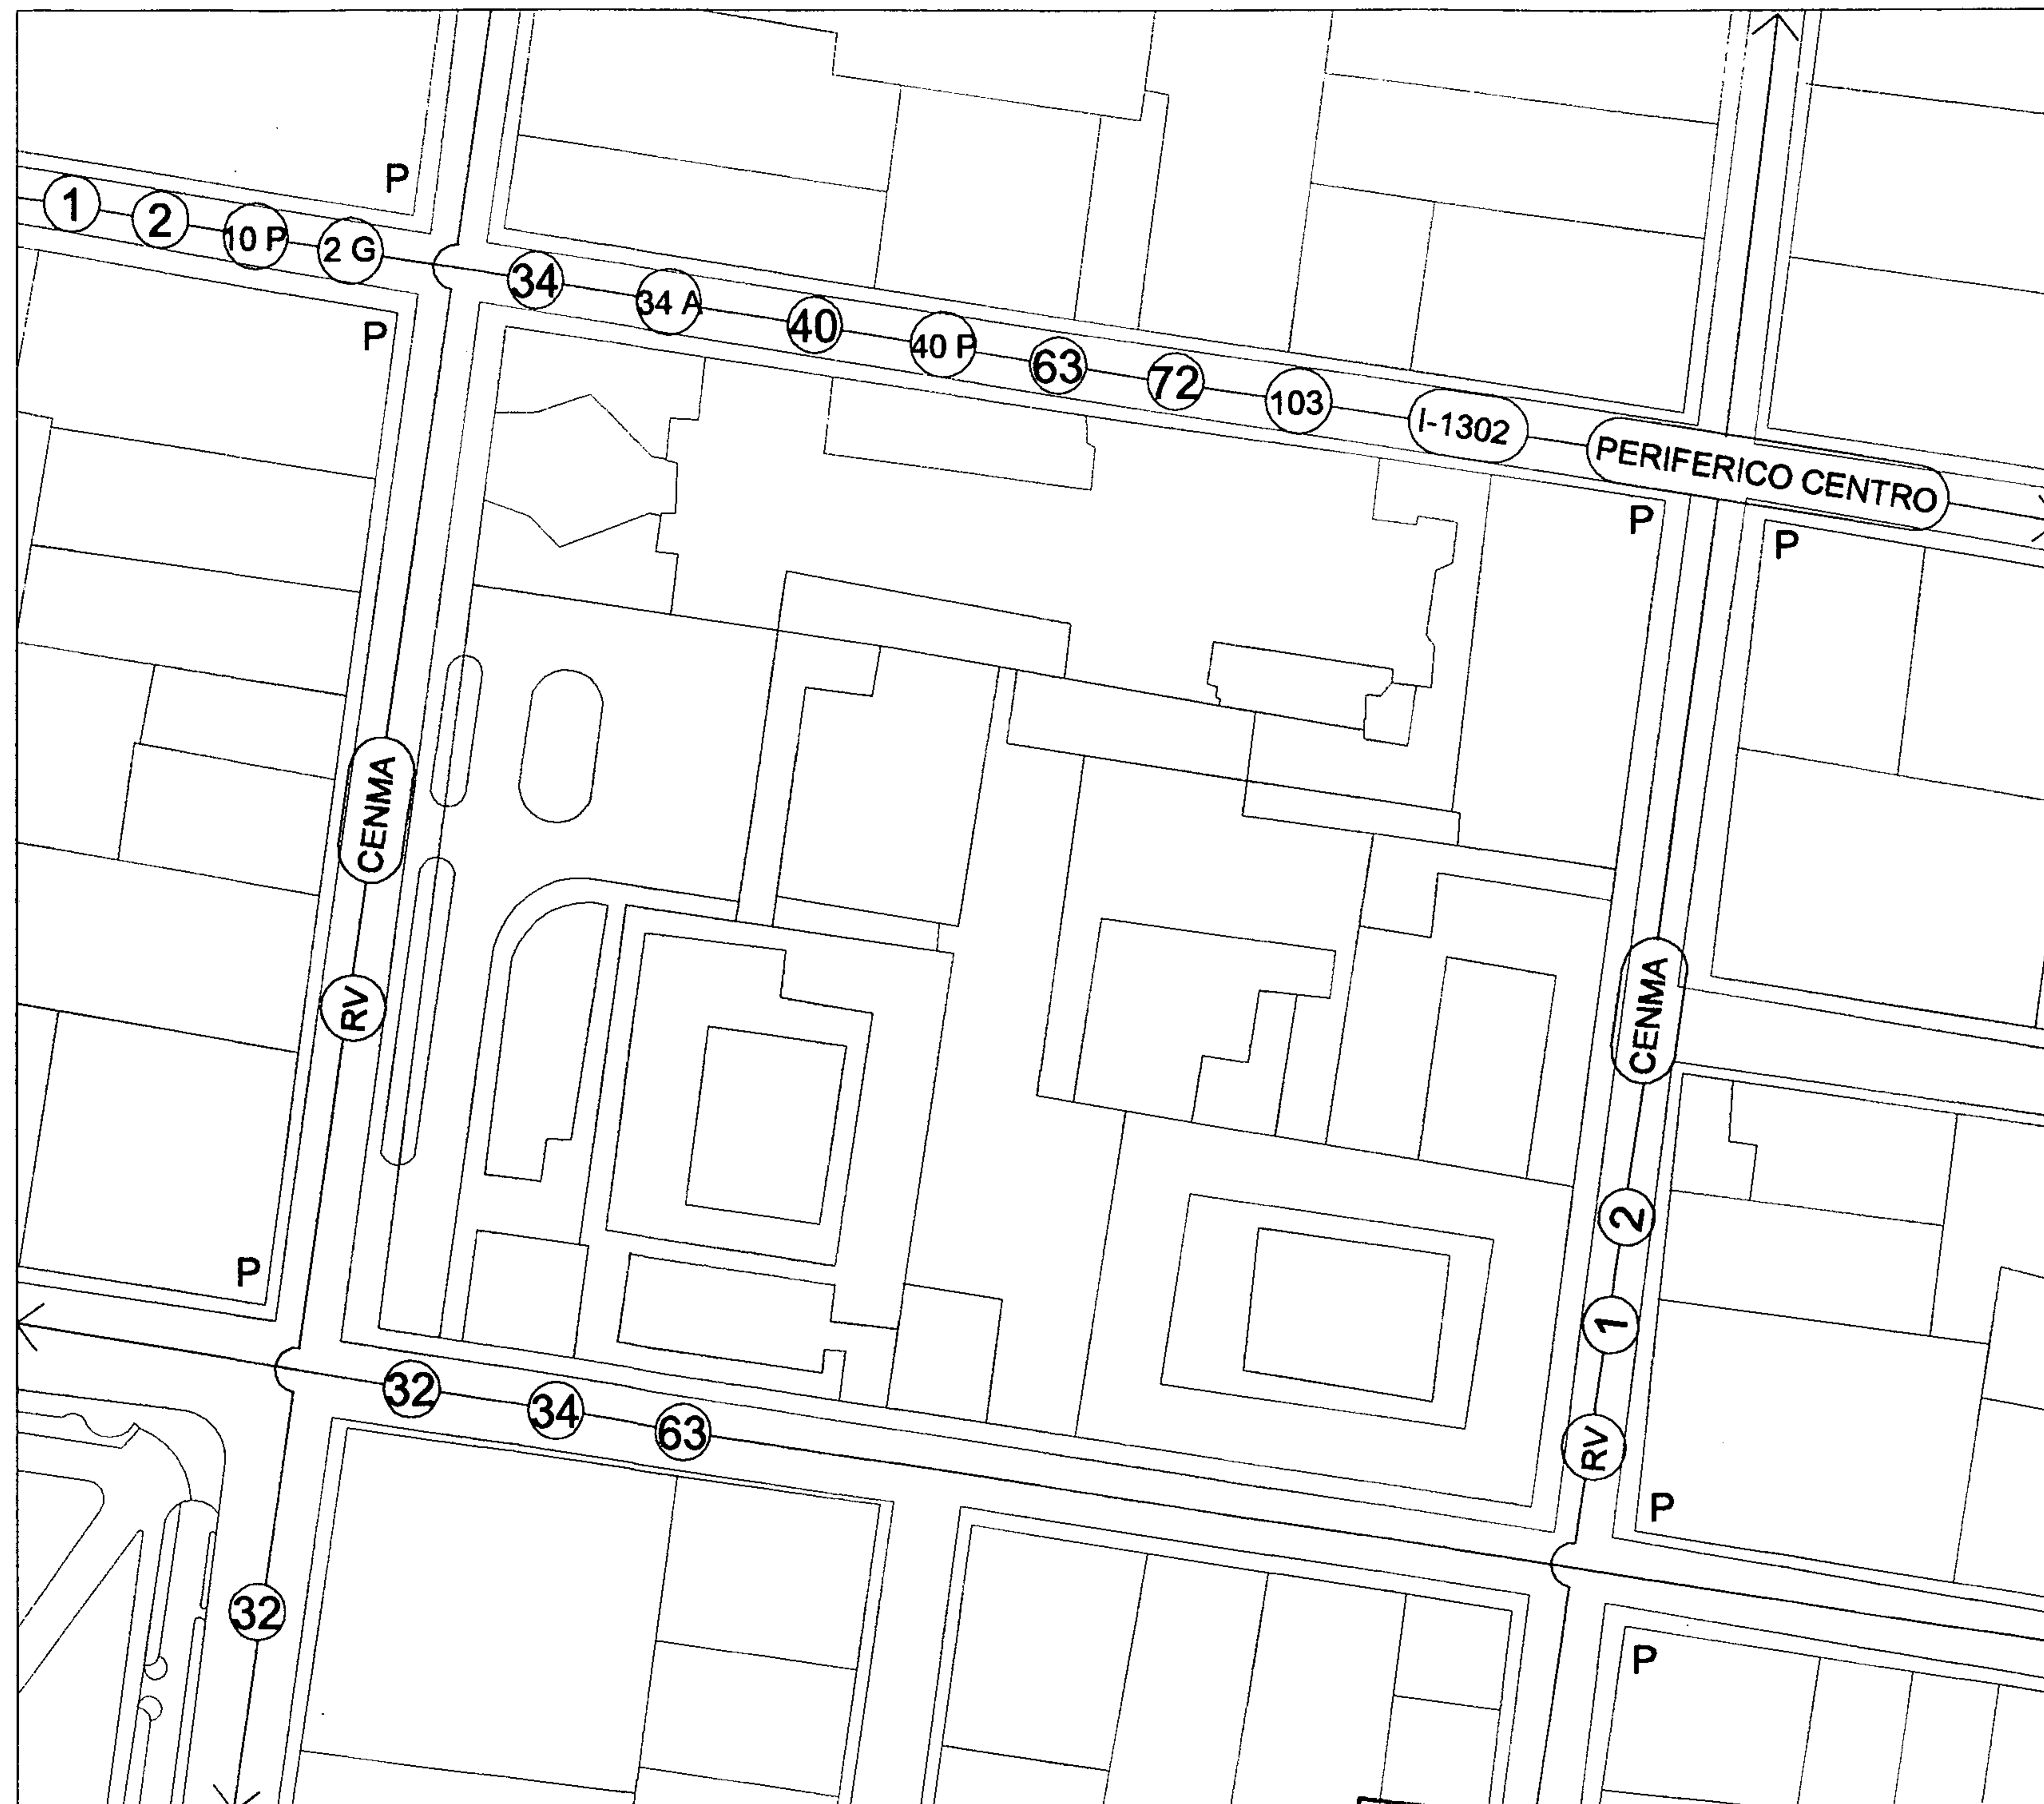 P
1
2
10 P
2 G
34
34 A
40
40 P
63
72
103
I-1302
PERIFERICO CENTRO
P
P
P
CENMA
RV
CENMA
2
1
RV
P
P
32
34
63
32
P